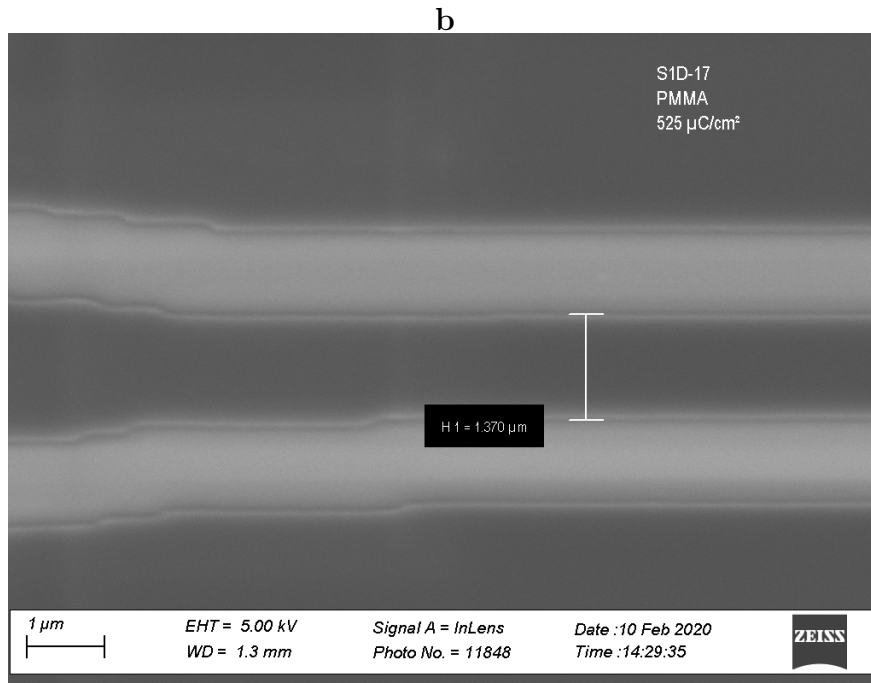 b
S1D-17
PMMA
525 µC/cm²
H 1 = 1.370 µm
1 µm
EHT = 5.00 kV
Signal A = InLens
Date :10 Feb 2020
ZEISS
WD = 1.3 mm
Photo No. = 11848
Time :14:29:35